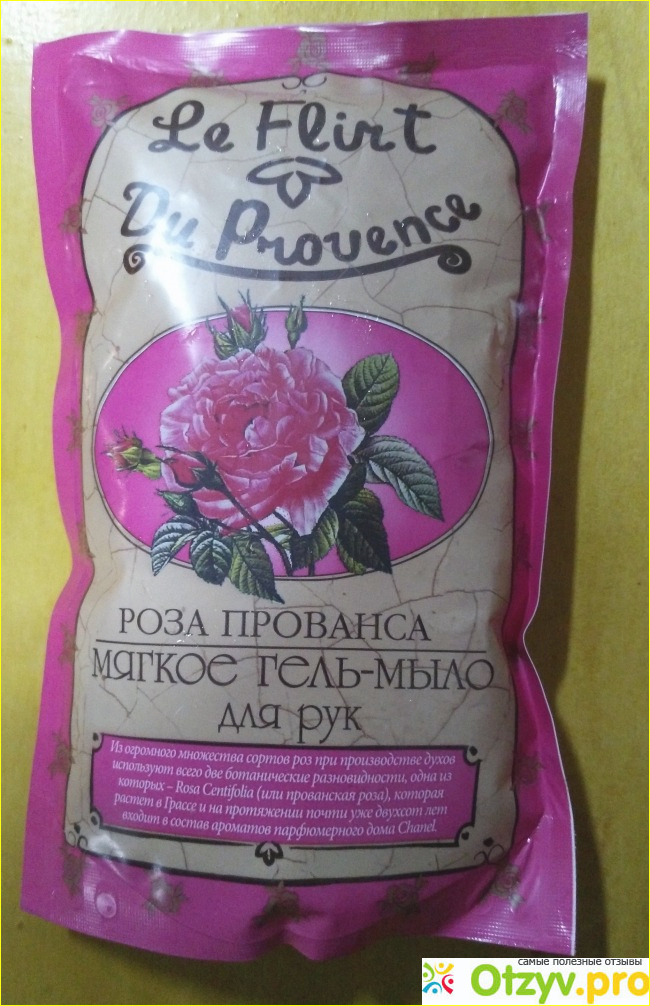 Le Flirt
Du Provence
РОЗА ПРОВАНСА
МЯГКОЕ ГЕЛЬ-МЫЛО
для рук
Из огромного множества сортов роз при производстве духов
используют всего две ботанические разновидности, одна из
которых – Rosa Centifolia (или прованская роза), которая
растет в Грассе и на протяжении почти уже двухсот лет
входит в состав ароматов парфюмерного дома Chanel.
самые полезные отзывы
Otzyv.pro